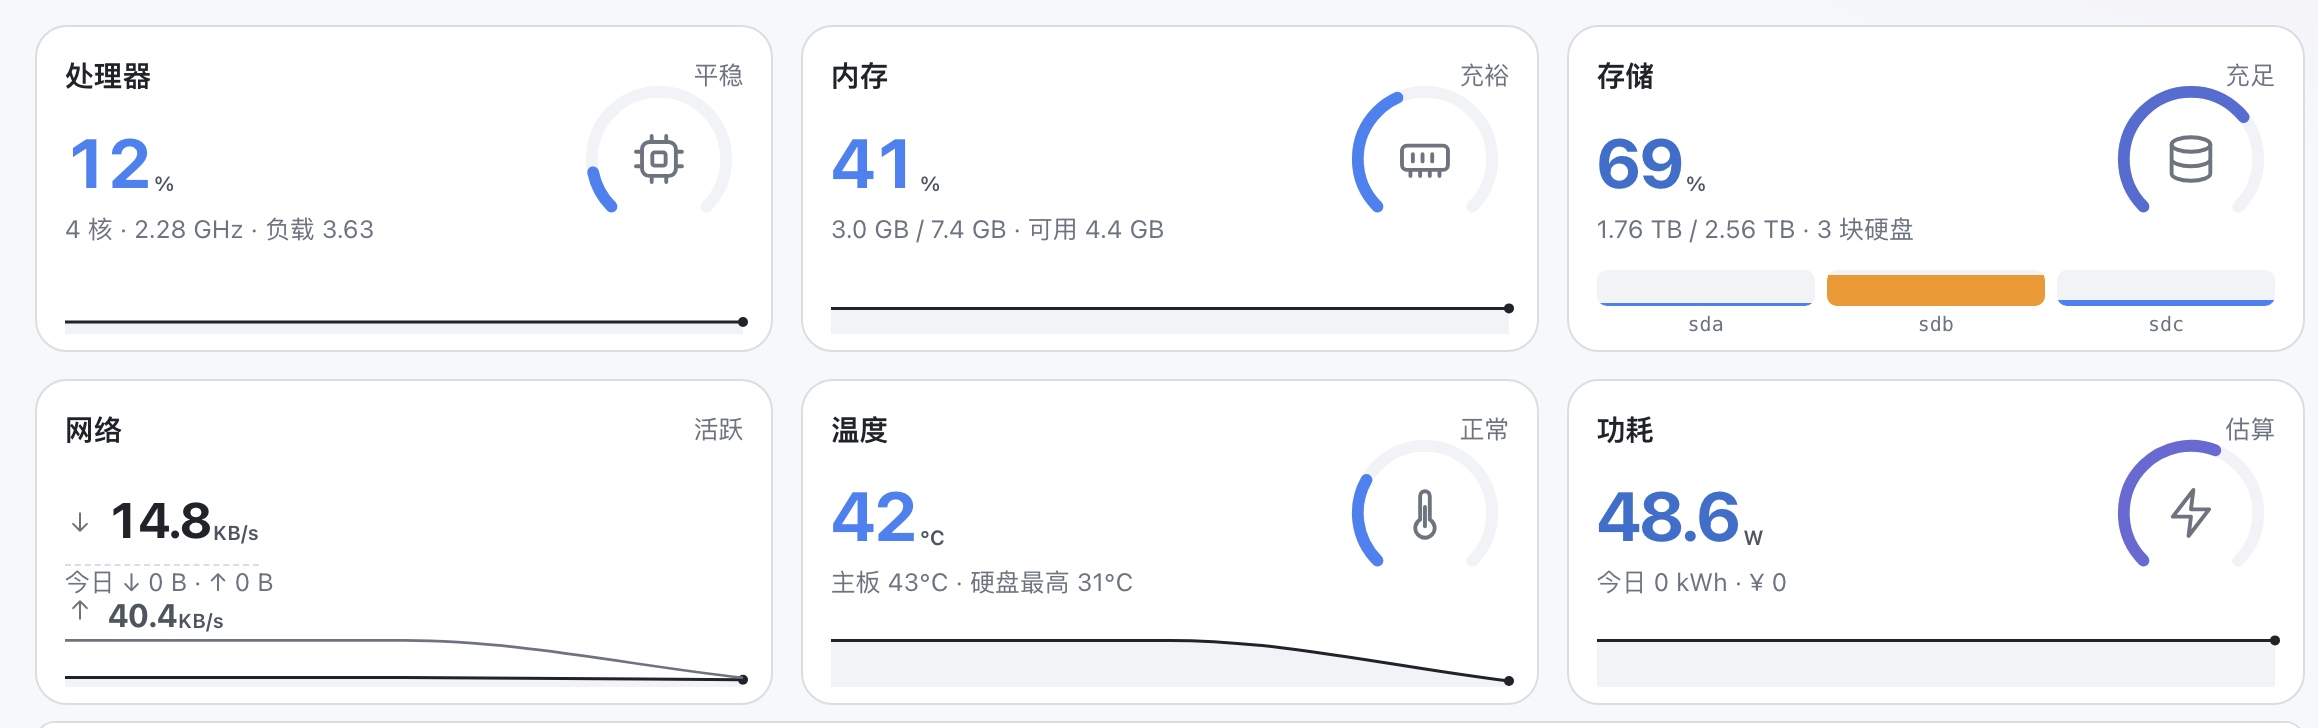 处理器
平稳
12%
4 核 · 2.28 GHz · 负载 3.63
内存
充裕
41%
3.0 GB / 7.4 GB · 可用 4.4 GB
存储
充足
69%
1.76 TB / 2.56 TB · 3 块硬盘
sda
sdb
sdc
网络
活跃
↓ 14.8KB/s
今日 ↓ 0 B · ↑ 0 B
↑ 40.4KB/s
温度
正常
42°C
主板 43°C · 硬盘最高 31°C
功耗
估算
48.6W
今日 0 kWh · ¥ 0